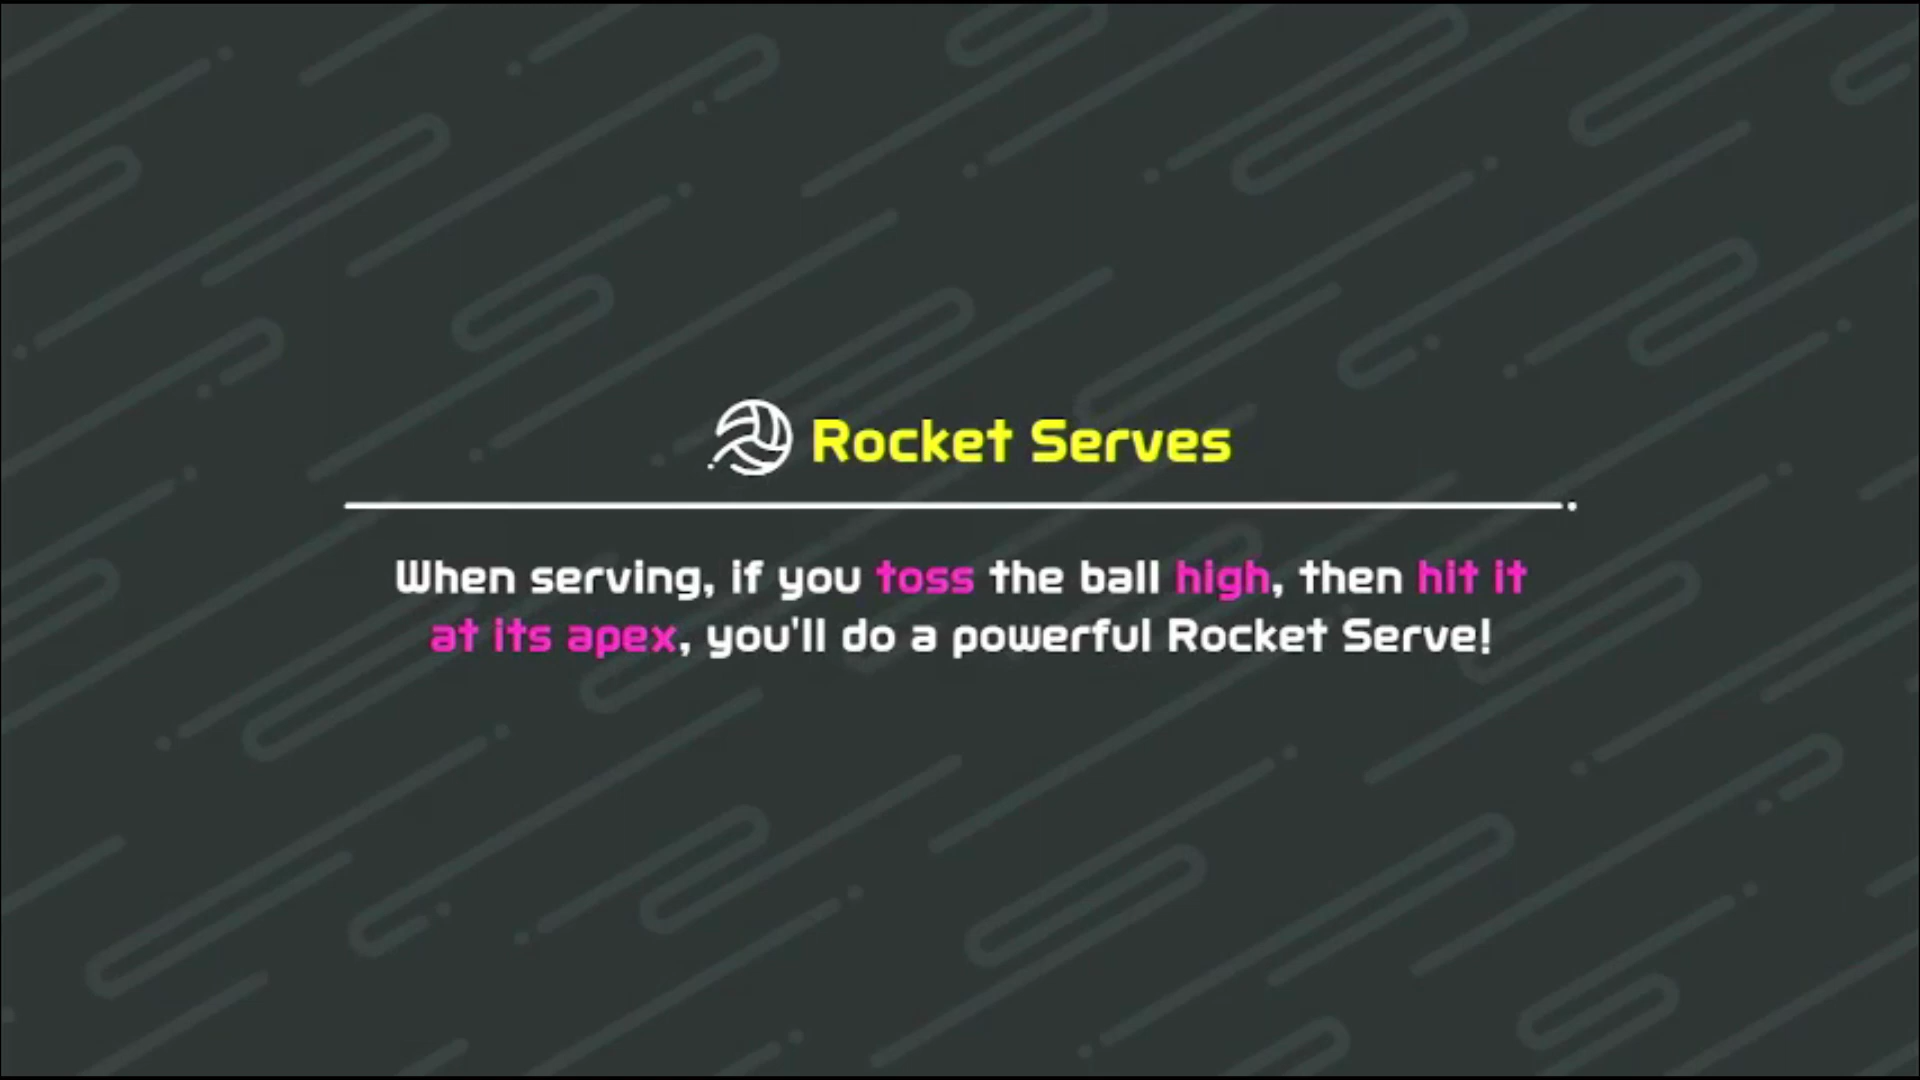 Rocket Serves
When serving, if you toss the ball high, then hit it
at its apex, you'll do a powerful Rocket Serve!